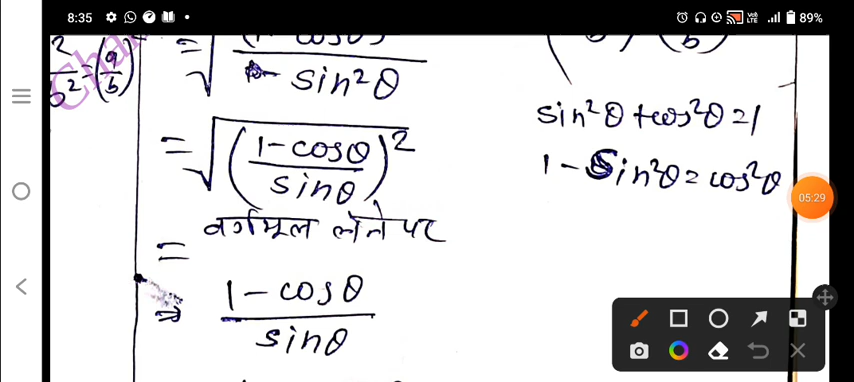 8:35
89%
sin²θ
sin²θ + cos²θ = 1
= √((1 - cosθ)/sinθ)²
1 - Sin²θ = cos²θ
05:29
वर्गमूल लेने पर
=
⇒ (1 - cosθ)/sinθ